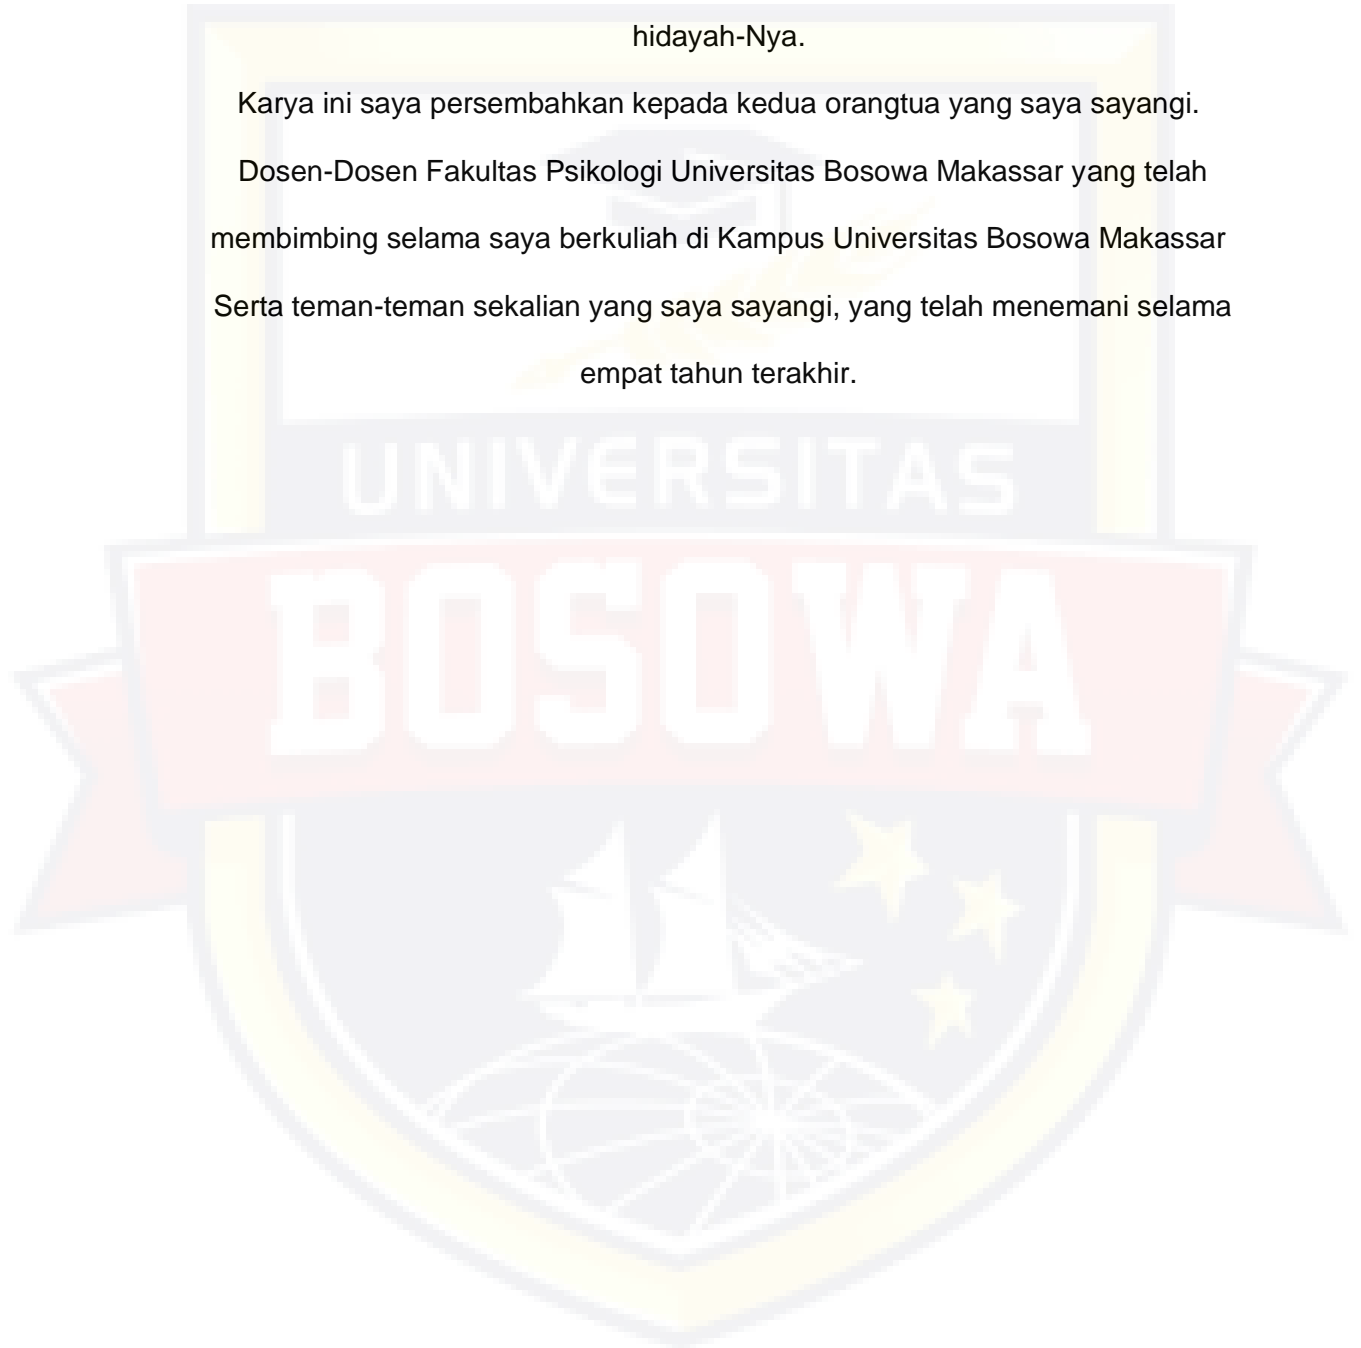 hidayah-Nya.
Karya ini saya persembahkan kepada kedua orangtua yang saya sayangi.
Dosen-Dosen Fakultas Psikologi Universitas Bosowa Makassar yang telah
membimbing selama saya berkuliah di Kampus Universitas Bosowa Makassar
Serta teman-teman sekalian yang saya sayangi, yang telah menemani selama
empat tahun terakhir.
UNIVERSITAS
BOSOWA